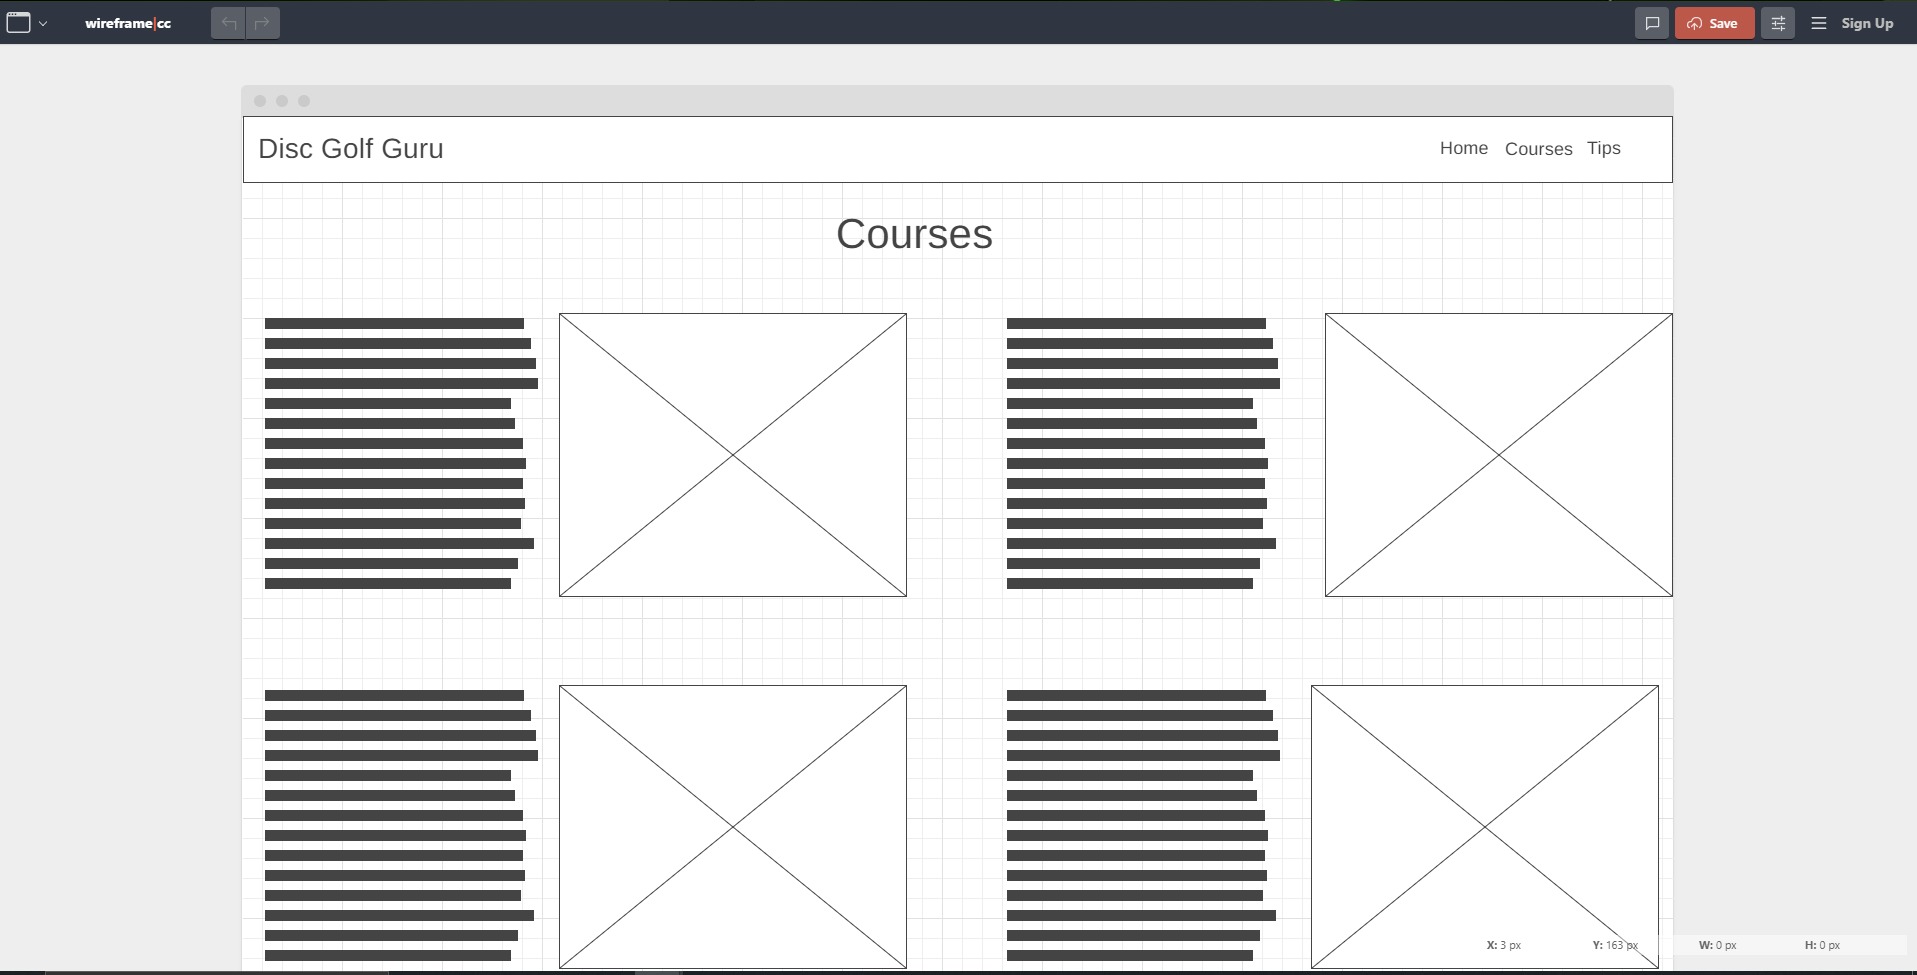 wireframe|cc
Save
Sign Up
Disc Golf Guru
Home Courses Tips
Courses
X: 3 px Y: 163 px W: 0 px H: 0 px